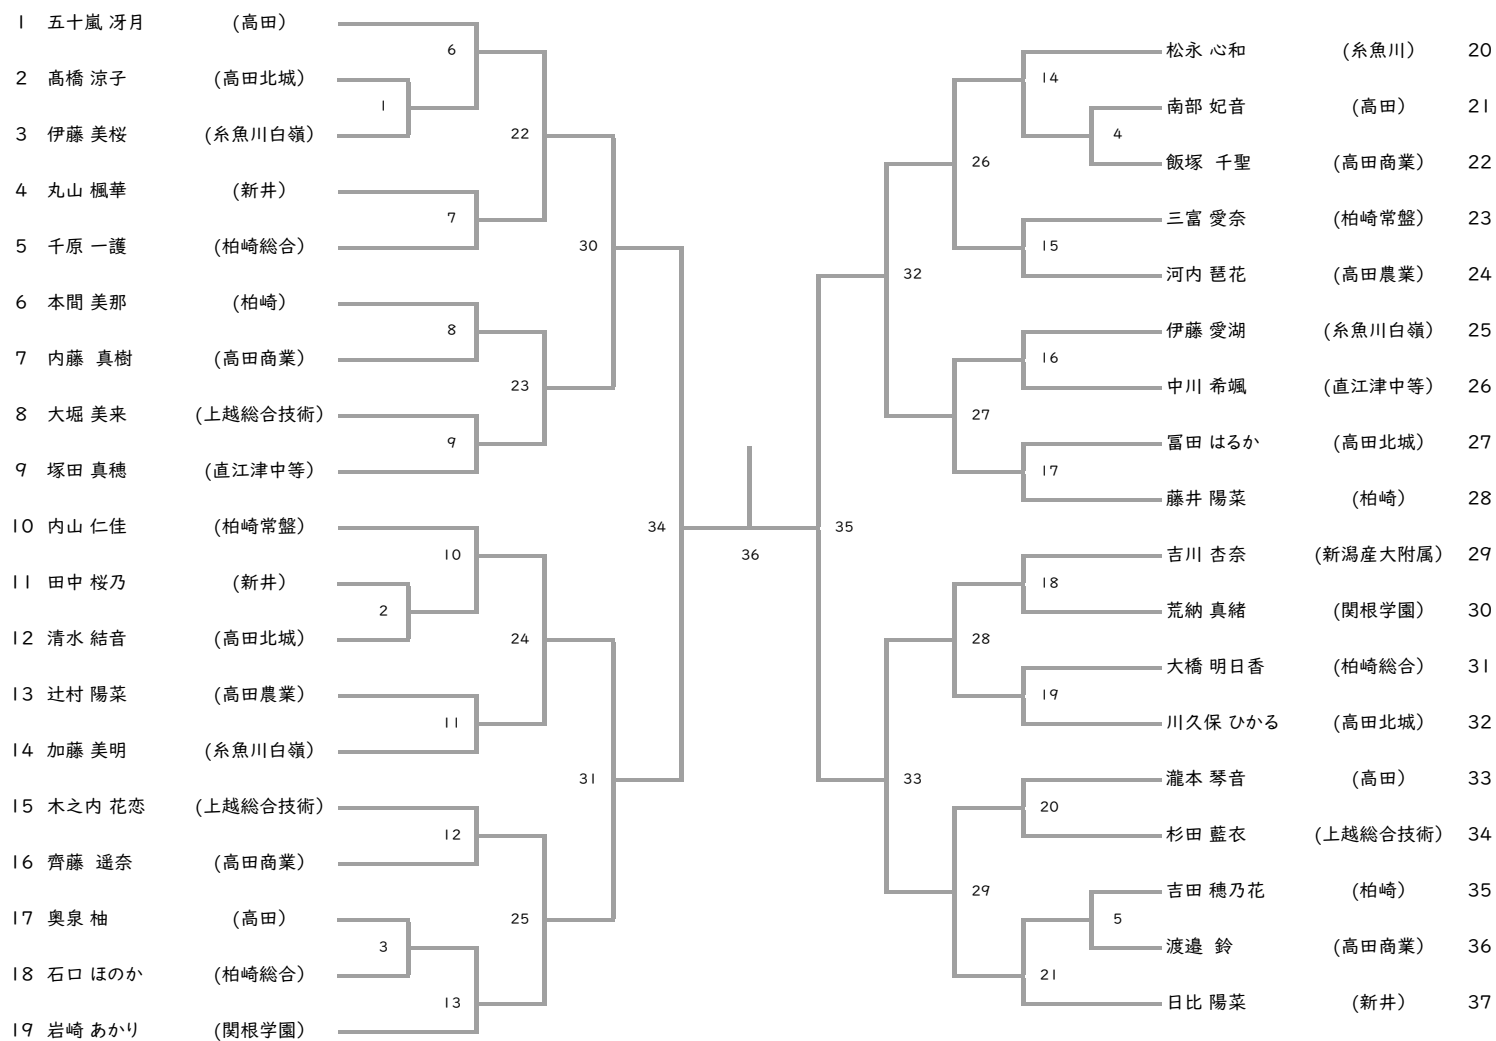 1 五十嵐 冴月 (高田)
2 髙橋 涼子 (高田北城)
3 伊藤 美桜 (糸魚川白嶺)
4 丸山 楓華 (新井)
5 千原 一護 (柏崎総合)
6 本間 美那 (柏崎)
7 内藤 真樹 (高田商業)
8 大堀 美来 (上越総合技術)
9 塚田 真穂 (直江津中等)
10 内山 仁佳 (柏崎常盤)
11 田中 桜乃 (新井)
12 清水 結音 (高田北城)
13 辻村 陽菜 (高田農業)
14 加藤 美明 (糸魚川白嶺)
15 木之内 花恋 (上越総合技術)
16 齊藤 遥奈 (高田商業)
17 奥泉 柚 (高田)
18 石口 ほのか (柏崎総合)
19 岩崎 あかり (関根学園)
6
1
22
7
30
8
23
9
34
10
2
24
11
31
12
25
3
13
36
35
14
4
26
15
32
16
27
17
18
28
19
33
20
29
5
21
松永 心和 (糸魚川) 20
南部 妃音 (高田) 21
飯塚 千聖 (高田商業) 22
三富 愛奈 (柏崎常盤) 23
河内 琶花 (高田農業) 24
伊藤 愛湖 (糸魚川白嶺) 25
中川 希颯 (直江津中等) 26
冨田 はるか (高田北城) 27
藤井 陽菜 (柏崎) 28
吉川 杏奈 (新潟産大附属) 29
荒納 真緒 (関根学園) 30
大橋 明日香 (柏崎総合) 31
川久保 ひかる (高田北城) 32
瀧本 琴音 (高田) 33
杉田 藍衣 (上越総合技術) 34
吉田 穂乃花 (柏崎) 35
渡邉 鈴 (高田商業) 36
日比 陽菜 (新井) 37